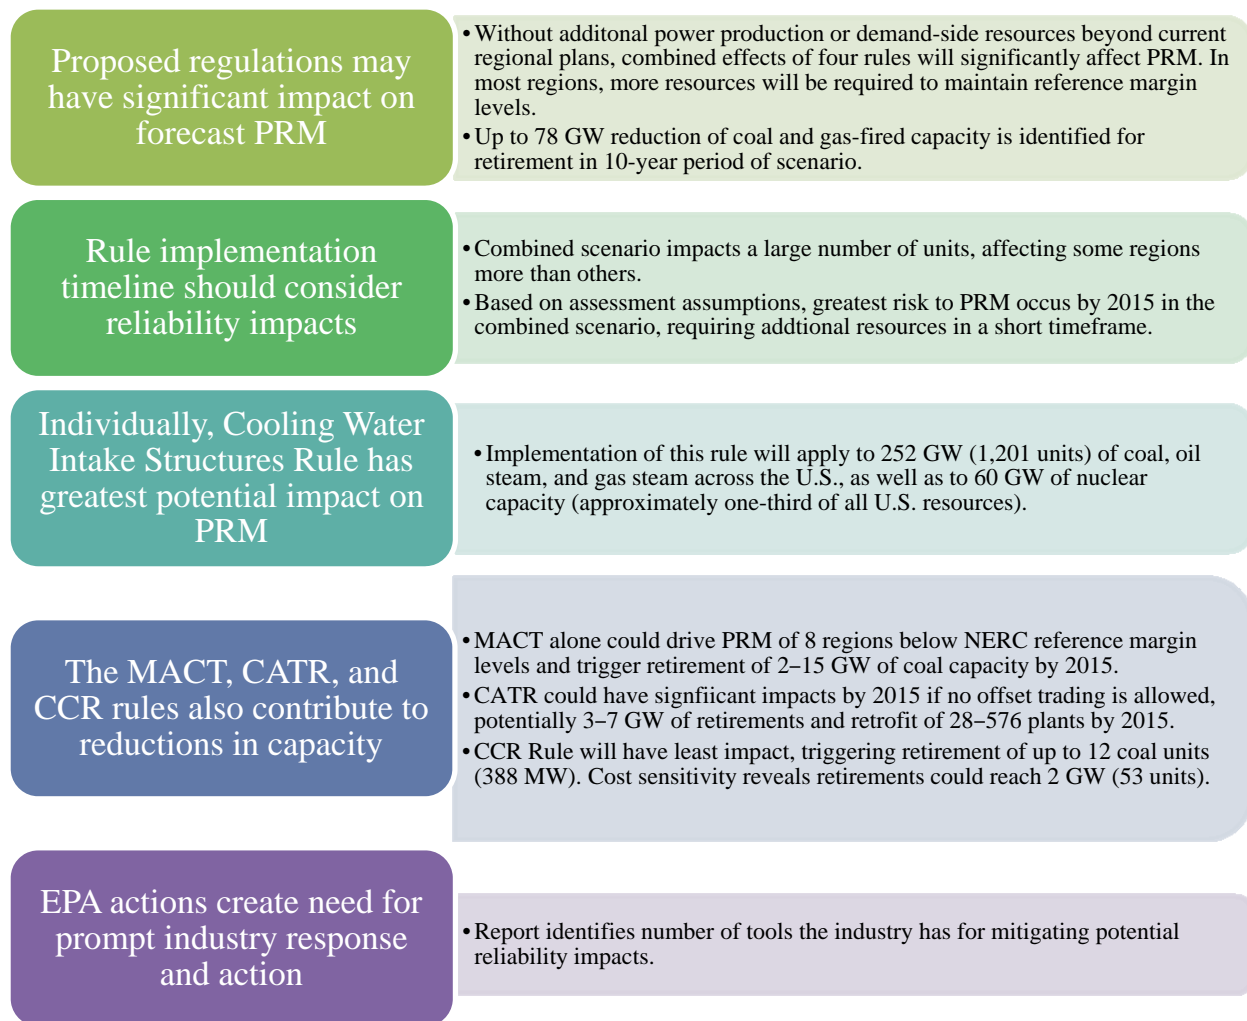 Proposed regulations may
have significant impact on
forecast PRM
• Without additonal power production or demand-side resources beyond current
regional plans, combined effects of four rules will significantly affect PRM. In
most regions, more resources will be required to maintain reference margin
levels.
• Up to 78 GW reduction of coal and gas-fired capacity is identified for
retirement in 10-year period of scenario.
Rule implementation
timeline should consider
reliability impacts
• Combined scenario impacts a large number of units, affecting some regions
more than others.
• Based on assessment assumptions, greatest risk to PRM occus by 2015 in the
combined scenario, requiring addtional resources in a short timeframe.
Individually, Cooling Water
Intake Structures Rule has
greatest potential impact on
PRM
• Implementation of this rule will apply to 252 GW (1,201 units) of coal, oil
steam, and gas steam across the U.S., as well as to 60 GW of nuclear
capacity (approximately one-third of all U.S. resources).
The MACT, CATR, and
CCR rules also contribute to
reductions in capacity
• MACT alone could drive PRM of 8 regions below NERC reference margin
levels and trigger retirement of 2–15 GW of coal capacity by 2015.
• CATR could have signfiicant impacts by 2015 if no offset trading is allowed,
potentially 3–7 GW of retirements and retrofit of 28–576 plants by 2015.
• CCR Rule will have least impact, triggering retirement of up to 12 coal units
(388 MW). Cost sensitivity reveals retirements could reach 2 GW (53 units).
EPA actions create need for
prompt industry response
and action
• Report identifies number of tools the industry has for mitigating potential
reliability impacts.